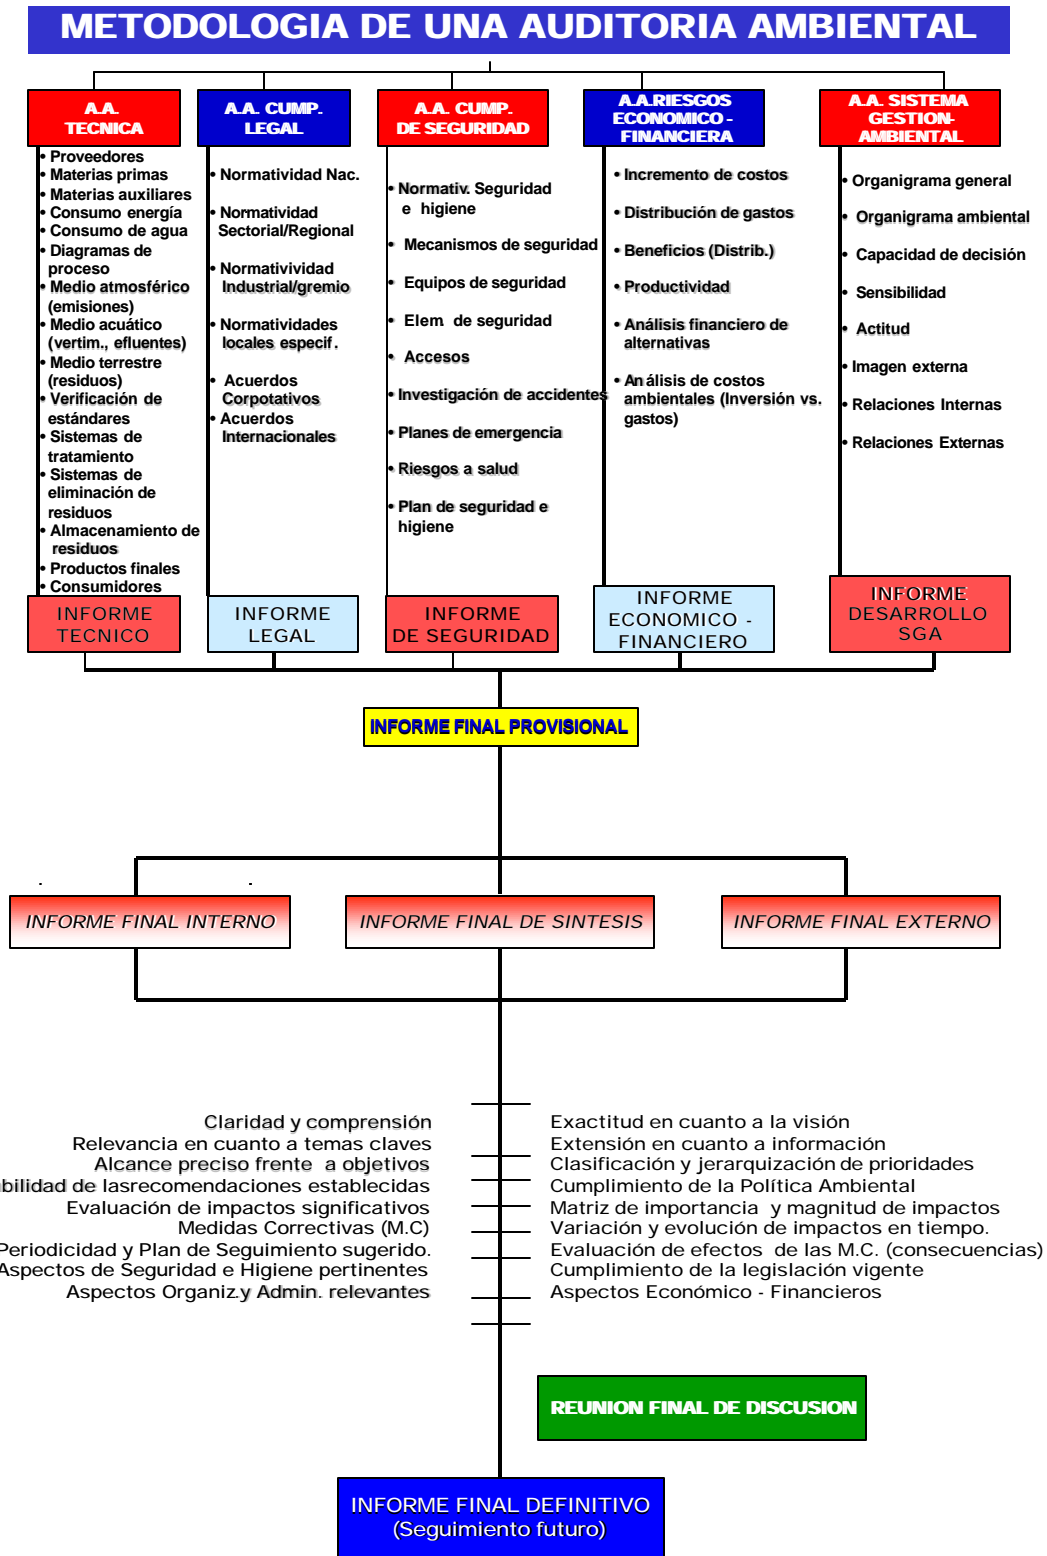 METODOLOGIA DE UNA AUDITORIA AMBIENTAL
A.A.
TECNICA
• Proveedores
• Materias primas
• Materias auxiliares
• Consumo energía
• Consumo de agua
• Diagramas de
proceso
• Medio atmosférico
(emisiones)
• Medio acuático
(vertim., efluentes)
• Medio terrestre
(residuos)
• Verificación de
estándares
• Sistemas de
tratamiento
• Sistemas de
eliminación de
residuos
• Almacenamiento de
residuos
• Productos finales
• Consumidores
INFORME
TECNICO
A.A. CUMP.
LEGAL
• Normatividad Nac.
• Normatividad
Sectorial/Regional
• Normativividad
Industrial/gremio
• Normatividades
locales especif.
• Acuerdos
Corpotativos
• Acuerdos
Internacionales
INFORME
LEGAL
A.A. CUMP.
DE SEGURIDAD
• Normativ. Seguridad
e higiene
• Mecanismos de seguridad
• Equipos de seguridad
• Elem. de seguridad
• Accesos
• Investigación de accidentes
• Planes de emergencia
• Riesgos a salud
• Plan de seguridad e
higiene
INFORME
DE SEGURIDAD
A.A.RIESGOS
ECONOMICO -
FINANCIERA
• Incremento de costos
• Distribución de gastos
• Beneficios (Distrib.)
• Productividad
• Análisis financiero de
alternativas
• Análisis de costos
ambientales (Inversión vs.
gastos)
INFORME
ECONOMICO -
FINANCIERO
A.A. SISTEMA
GESTION-
AMBIENTAL
• Organigrama general
• Organigrama ambiental
• Capacidad de decisión
• Sensibilidad
• Actitud
• Imagen externa
• Relaciones Internas
• Relaciones Externas
INFORME
DESARROLLO
SGA
INFORME FINAL PROVISIONAL
INFORME FINAL INTERNO
INFORME FINAL DE SINTESIS
INFORME FINAL EXTERNO
Claridad y comprensión
Relevancia en cuanto a temas claves
Alcance preciso frente a objetivos
de lasrecomendaciones establecidas
Evaluación de impactos significativos
Medidas Correctivas (M.C)
Periodicidad y Plan de Seguimiento sugerido.
Aspectos de Seguridad e Higiene pertinentes
Aspectos Organiz.y Admin. relevantes
Exactitud en cuanto a la visión
Extensión en cuanto a información
Clasificación y jerarquización de prioridades
Cumplimiento de la Política Ambiental
Matriz de importancia y magnitud de impactos
Variación y evolución de impactos en tiempo.
Evaluación de efectos de las M.C. (consecuencias)
Cumplimiento de la legislación vigente
Aspectos Económico - Financieros
REUNION FINAL DE DISCUSION
INFORME FINAL DEFINITIVO
(Seguimiento futuro)